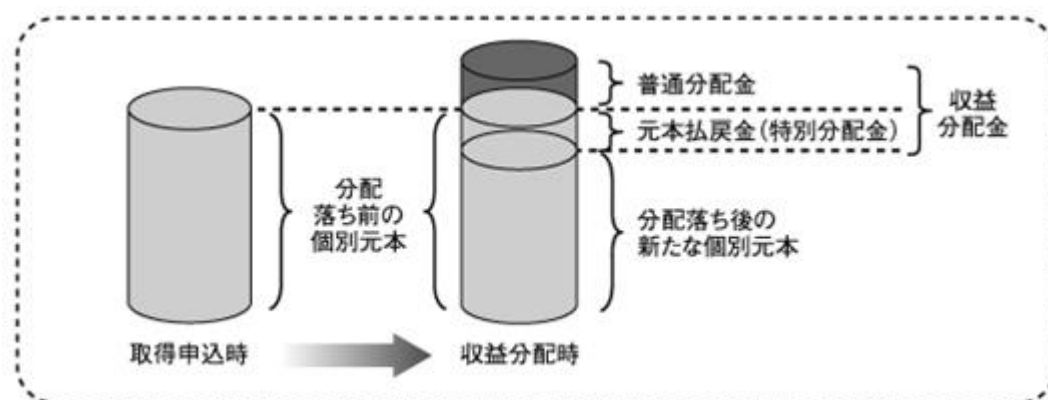 普通分配金
元本払戻金(特別分配金)
収益
分配金
分配
落ち前の
個別元本
分配落ち後の
新たな個別元本
取得申込時
収益分配時